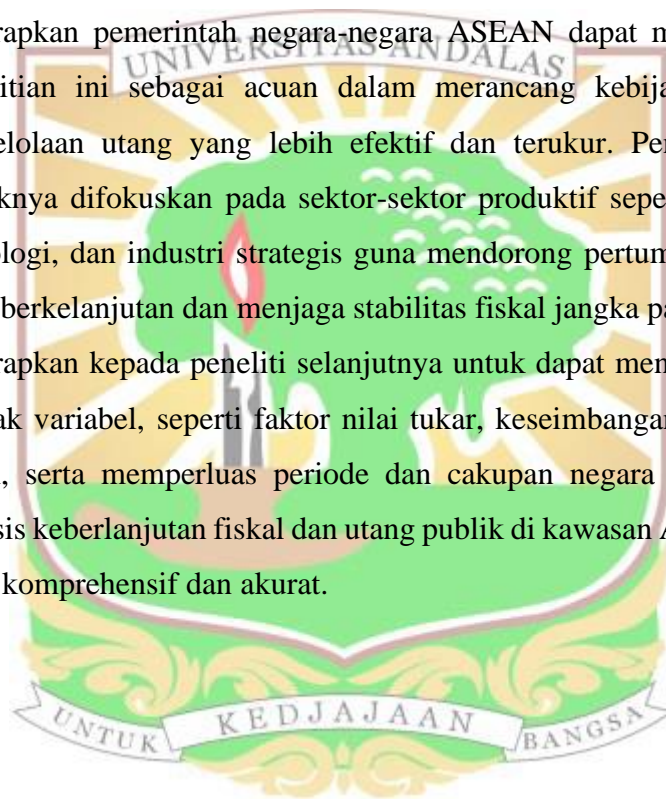 rapkan pemerintah negara-negara ASEAN dapat m
UNIVERSITAS ANDALAS
itian ini sebagai acuan dalam merancang kebija
elolaan utang yang lebih efektif dan terukur. Per
knya difokuskan pada sektor-sektor produktif sepe
ologi, dan industri strategis guna mendorong pertum
berkelanjutan dan menjaga stabilitas fiskal jangka pa
rapkan kepada peneliti selanjutnya untuk dapat men
ak variabel, seperti faktor nilai tukar, keseimbangan
, serta memperluas periode dan cakupan negara
sis keberlanjutan fiskal dan utang publik di kawasan A
komprehensif dan akurat.
UNTUK KEDJAJAAN BANGSA